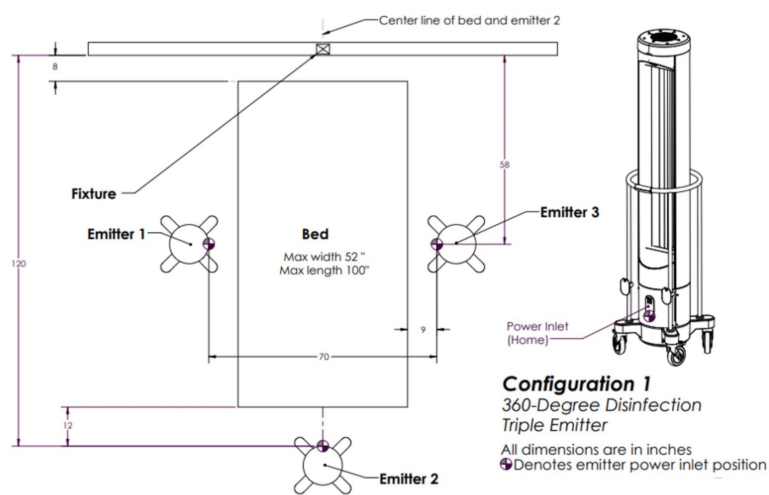 Center line of bed and emitter 2
8
58
Fixture
Emitter 1
Bed
Emitter 3
Max width 52 "
Max length 100"
120
9
Power Inlet
(Home)
70
Configuration 1
360-Degree Disinfection
Triple Emitter
12
All dimensions are in inches
Denotes emitter power inlet position
Emitter 2